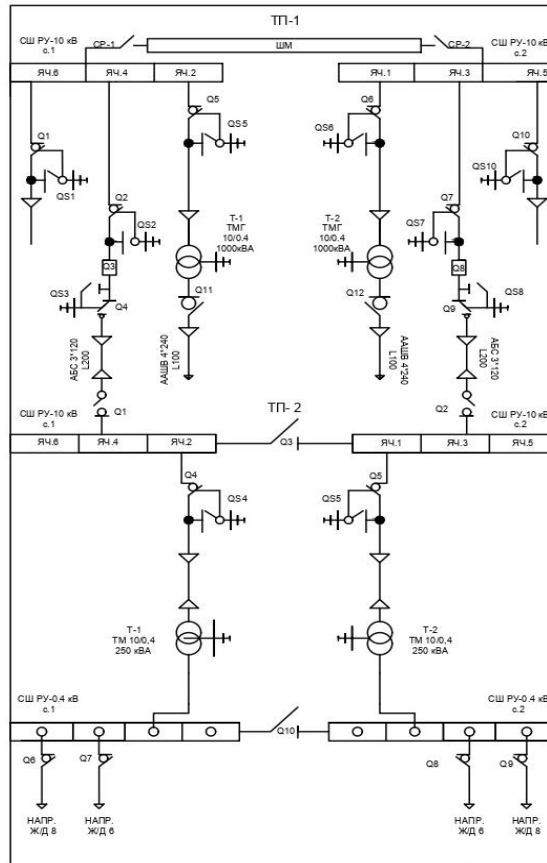 ТП-1
СШ РУ-10 кВ
с.1
СР-1
ШМ
СР-2
СШ РУ-10 кВ
с.2
ЯЧ.6
ЯЧ.4
ЯЧ.2
ЯЧ.1
ЯЧ.3
ЯЧ.5
Q5
Q6
Q1
QS5
QS6
Q10
QS1
QS10
Q2
Q7
QS2
QS7
Т-1
ТМГ
10/0.4
1000кВА
Т-2
ТМГ
10/0.4
1000кВА
Q3
Q8
QS3
Q4
Q11
Q12
Q9
QS8
АБС 3*120
L200
ААШВ 4*240
L100
ААШВ 4*240
L100
АБС 3*120
L200
Q1
ТП- 2
Q2
СШ РУ-10 кВ
с.1
СШ РУ-10 кВ
с.2
ЯЧ.6
ЯЧ.4
ЯЧ.2
Q3
ЯЧ.1
ЯЧ.3
ЯЧ.5
Q4
Q5
QS4
QS5
Т-1
ТМ 10/0,4
250 кВА
Т-2
ТМ 10/0,4
250 кВА
СШ РУ-0.4 кВ
с.1
СШ РУ-0.4 кВ
с.2
Q10
Q6
Q7
Q8
Q9
НАПР.
Ж/Д 8
НАПР.
Ж/Д 6
НАПР.
Ж/Д 6
НАПР.
Ж/Д 8